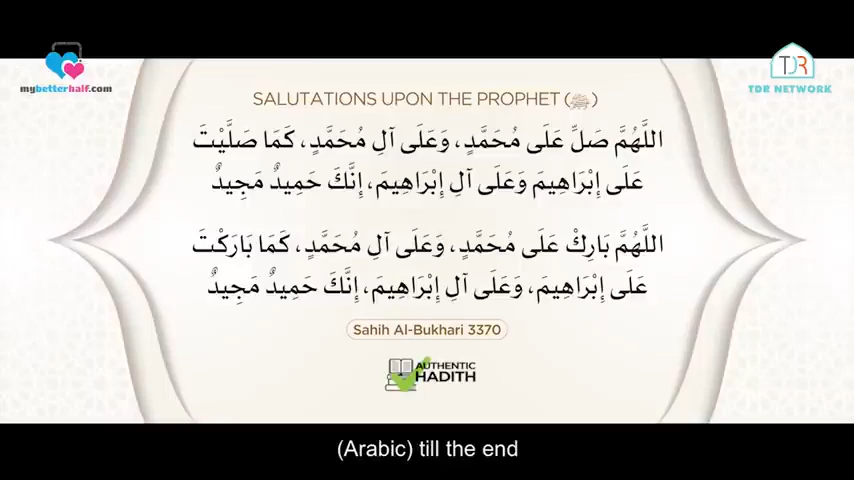 mybetterhalf.com
TDR
TDR NETWORK
SALUTATIONS UPON THE PROPHET (ﷺ)
اللَّهُمَّ صَلِّ عَلَى مُحَمَّدٍ، وَعَلَى آلِ مُحَمَّدٍ، كَمَا صَلَّيْتَ
عَلَى إِبْرَاهِيمَ وَعَلَى آلِ إِبْرَاهِيمَ، إِنَّكَ حَمِيدٌ مَجِيدٌ
اللَّهُمَّ بَارِكْ عَلَى مُحَمَّدٍ، وَعَلَى آلِ مُحَمَّدٍ، كَمَا بَارَكْتَ
عَلَى إِبْرَاهِيمَ، وَعَلَى آلِ إِبْرَاهِيمَ، إِنَّكَ حَمِيدٌ مَجِيدٌ
Sahih Al-Bukhari 3370
AUTHENTIC
HADITH
(Arabic) till the end